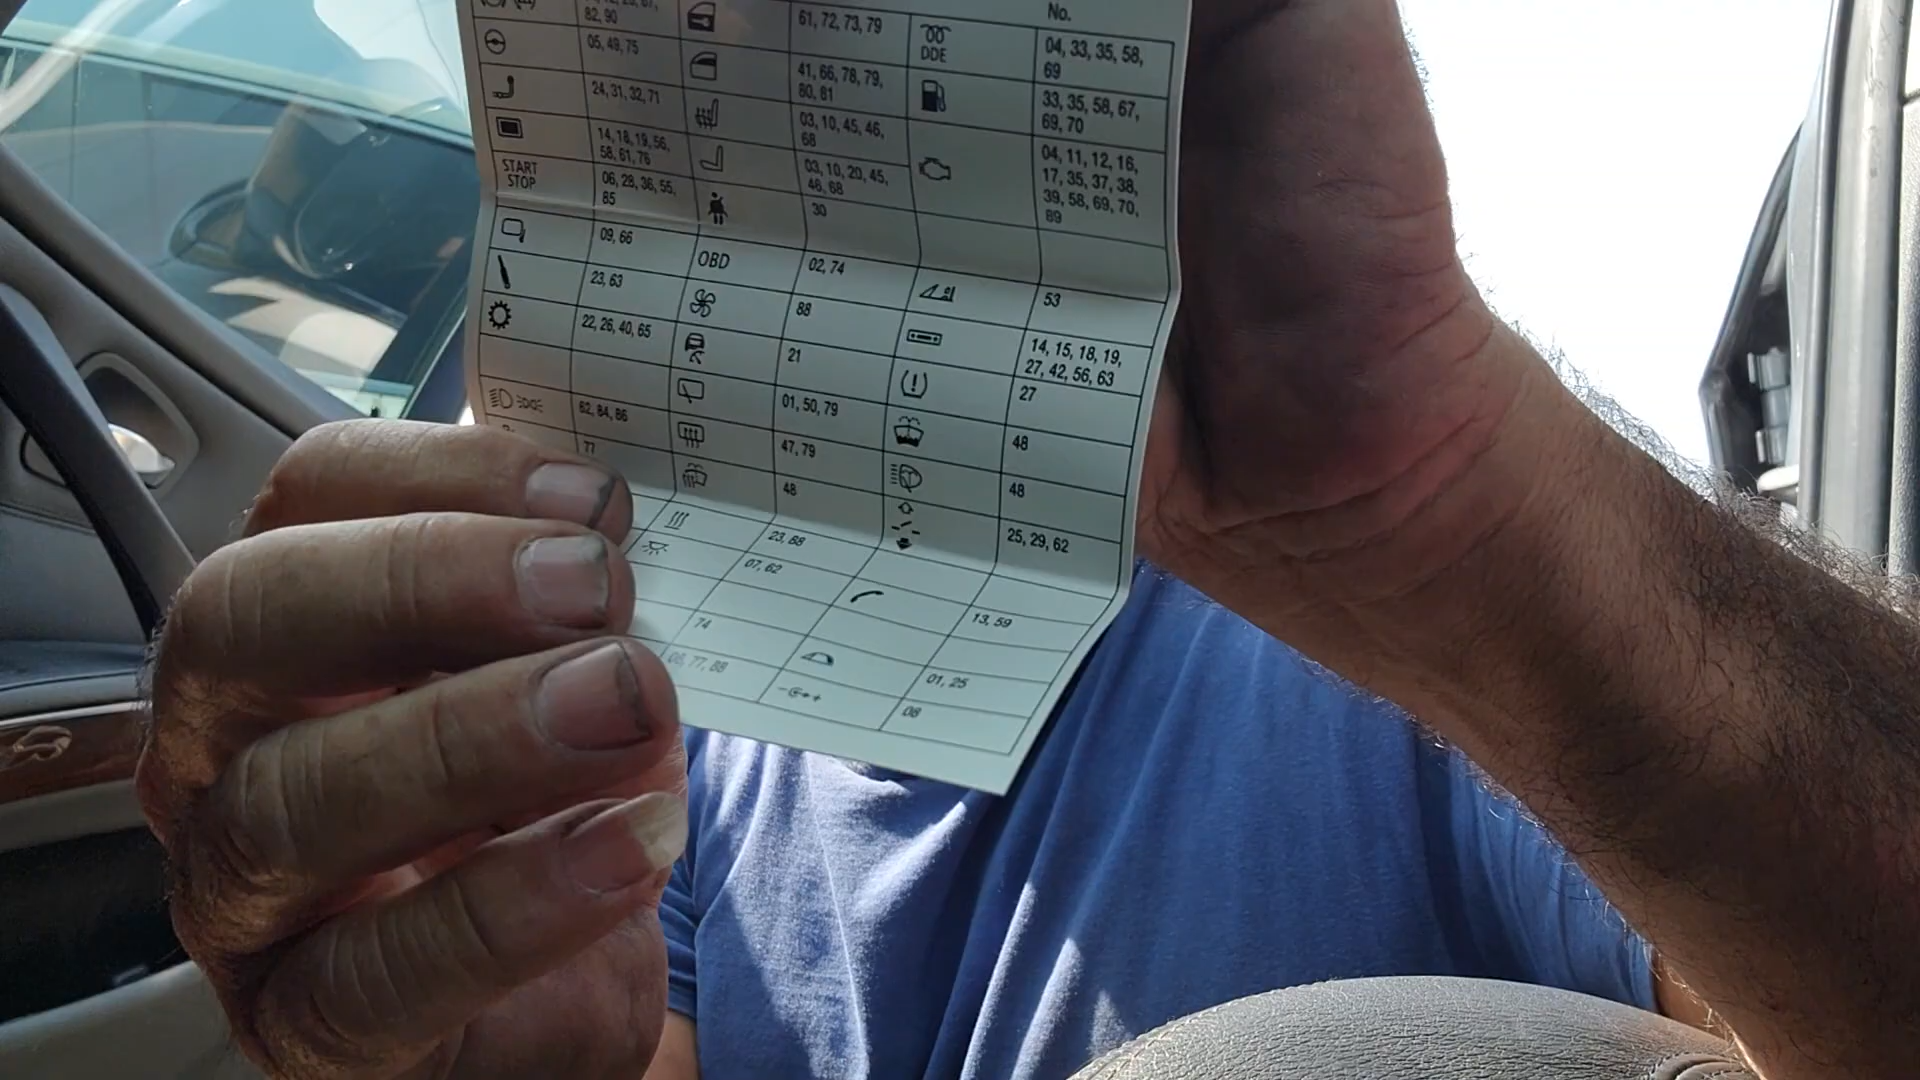 No.
82, 90
61, 72, 73, 79
DDE
04, 33, 35, 58,
69
05, 49, 75
41, 66, 78, 79,
80, 81
33, 35, 58, 67,
69, 70
24, 31, 32, 71
03, 10, 45, 46,
68
04, 11, 12, 16,
17, 35, 37, 38,
39, 58, 69, 70,
89
14, 18, 19, 56,
58, 61, 76
03, 10, 20, 45,
46, 68
START
STOP
06, 28, 36, 55,
85
30
09, 66
OBD
02, 74
53
23, 63
88
14, 15, 18, 19,
27, 42, 56, 63
22, 26, 40, 65
21
27
01, 50, 79
48
62, 84, 86
47, 79
48
77
48
25, 29, 62
23, 88
07, 62
13, 59
74
01, 25
06, 77, 88
08